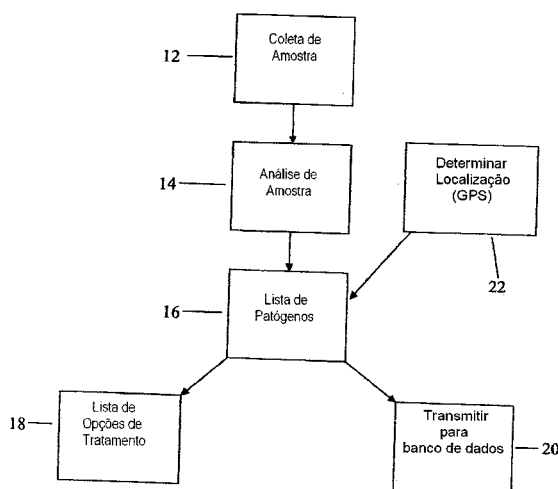 12
Coleta de
Amostra
14
Análise de
Amostra
Determinar
Localização
(GPS)
22
16
Lista de
Patógenos
18
Lista de
Opções de
Tratamento
Transmitir
para
banco de dados
20